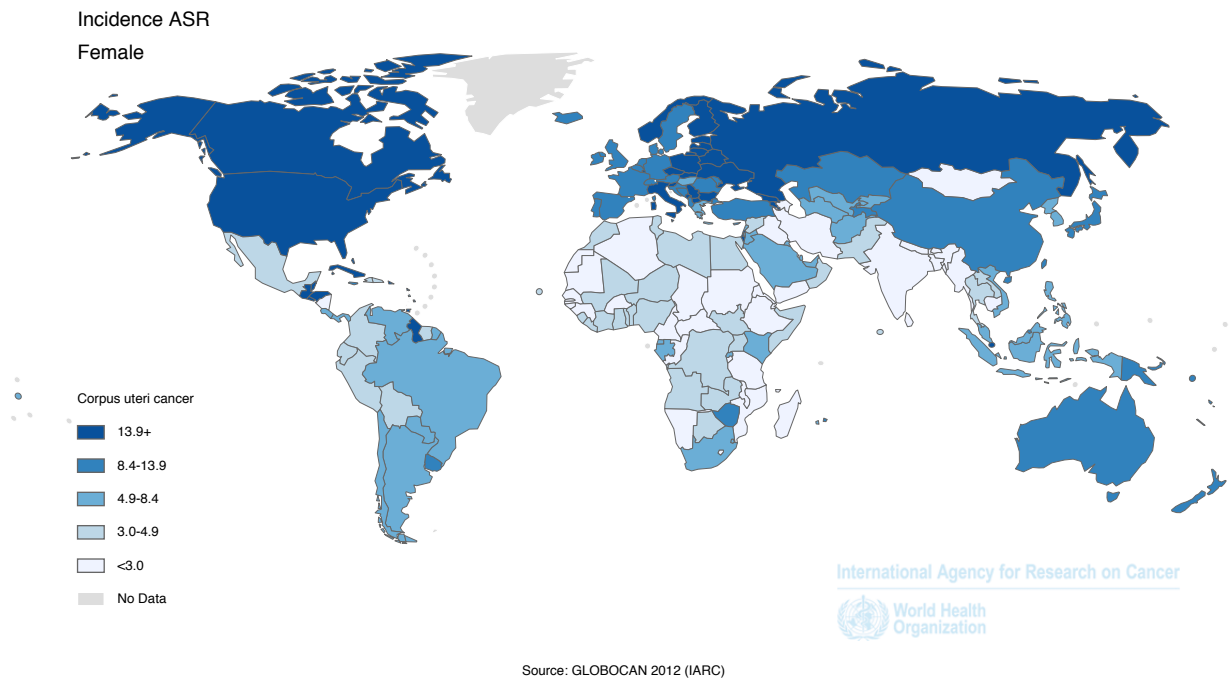 Incidence ASR
Female
Corpus uteri cancer
13.9+
8.4-13.9
4.9-8.4
3.0-4.9
<3.0
No Data
International Agency for Research on Cancer
World Health
Organization
Source: GLOBOCAN 2012 (IARC)